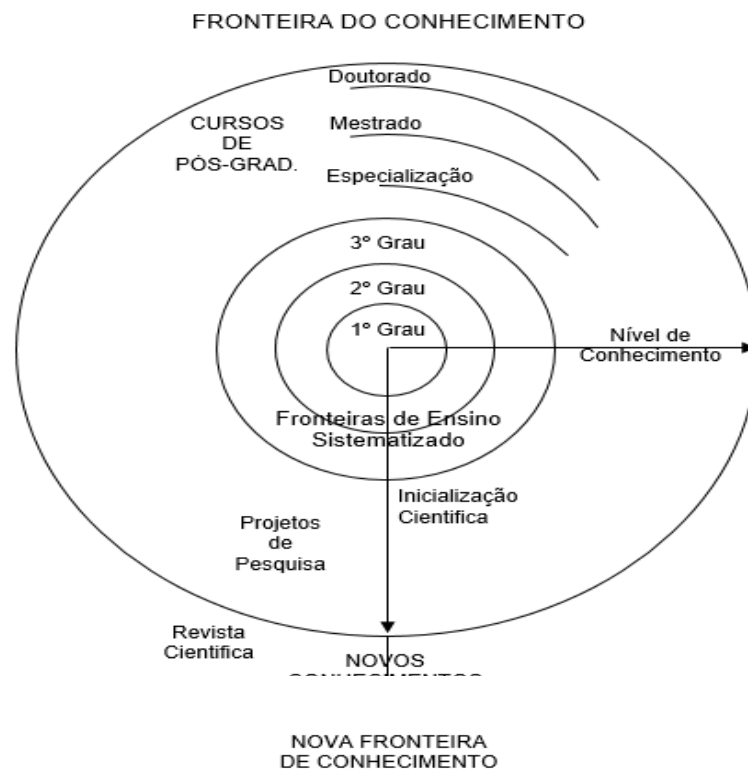 FRONTEIRA DO CONHECIMENTO
Doutorado
CURSOS
DE
PÓS-GRAD.
Mestrado
Especialização
3º Grau
2º Grau
1º Grau
Nível de
Conhecimento
Fronteiras de Ensino
Sistematizado
Inicialização
Cientifica
Projetos
de
Pesquisa
Revista
Cientifica
NOVOS
CONHECIMENTOS
NOVA FRONTEIRA
DE CONHECIMENTO